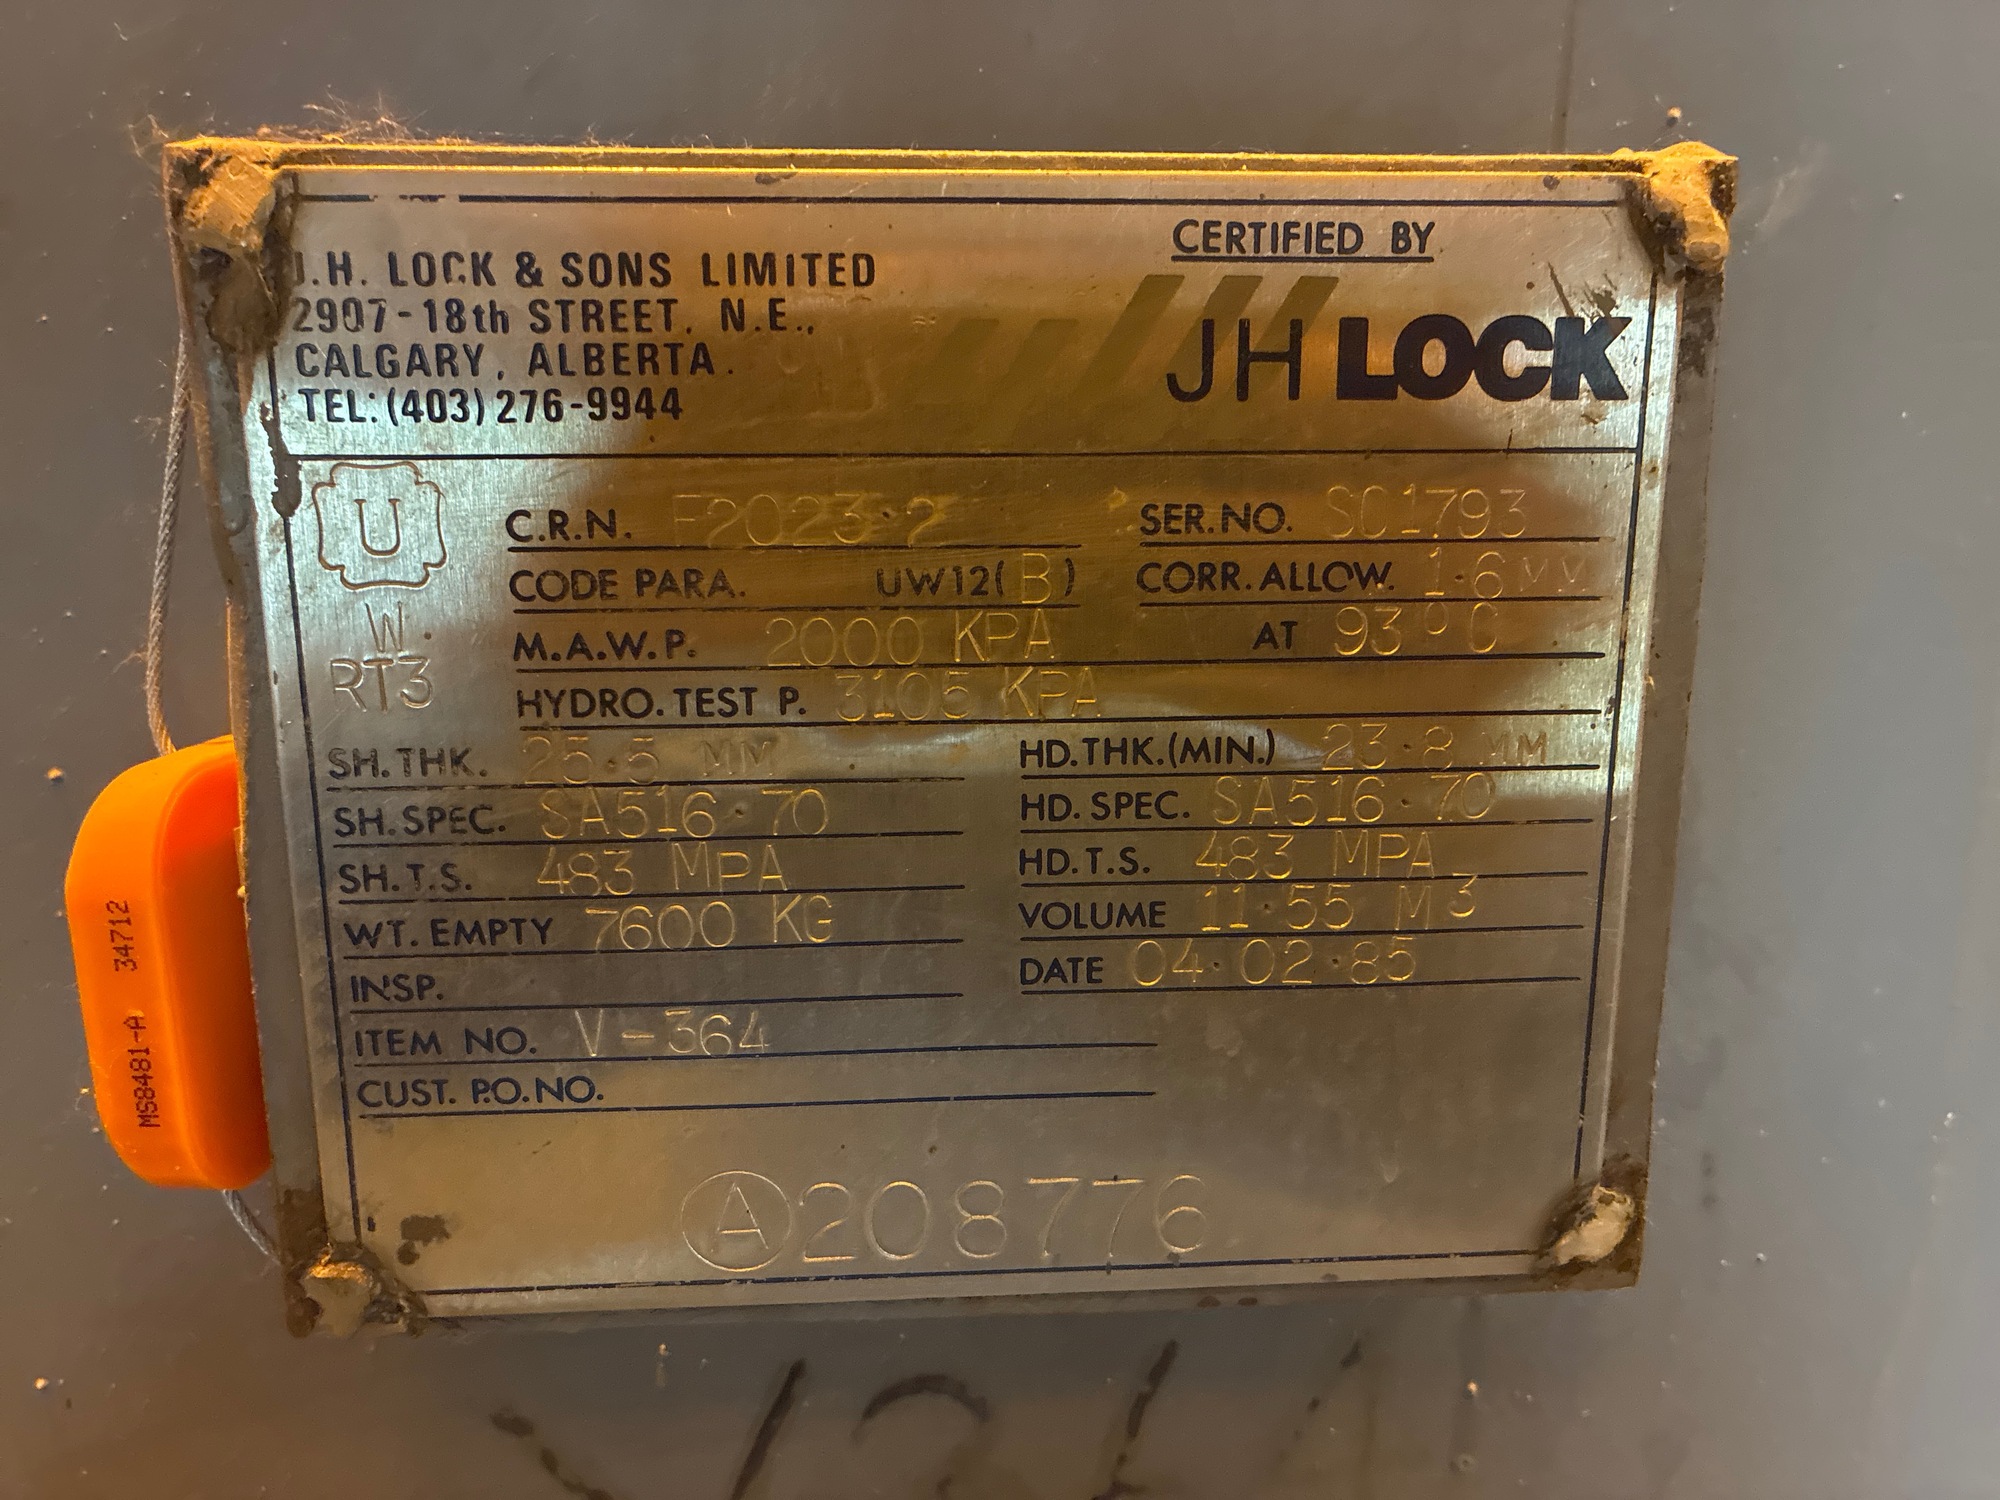 J.H. LOCK & SONS LIMITED
2907-18th STREET, N.E.,
CALGARY, ALBERTA.
TEL: (403) 276-9944
CERTIFIED BY
JH LOCK
U
W
RT3
C.R.N. F2023.2
SER. NO. SC1793
CODE PARA. UW12(B)
CORR. ALLOW. 1.6 MM
M.A.W.P. 2000 KPA AT 93°C
HYDRO. TEST P. 3105 KPA
SH. THK. 25.5 MM
HD. THK. (MIN.) 23.8 MM
SH. SPEC. SA516.70
HD. SPEC. SA516.70
SH. T.S. 483 MPA
HD. T.S. 483 MPA
WT. EMPTY 7600 KG
VOLUME 11.55 M3
INSP.
DATE 04.02.85
ITEM NO. V-364
CUST. P.O. NO.
A 208776
MS8481-A 34712